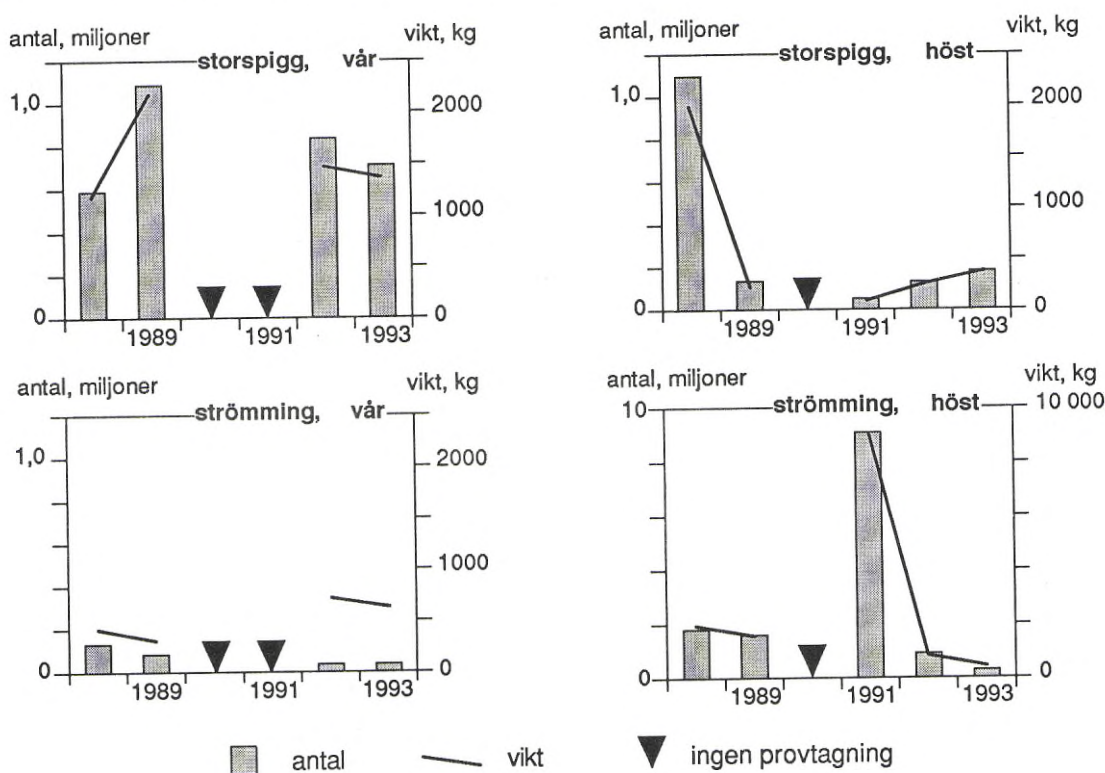 antal, miljoner vikt, kg
storspigg, vår
1,0
0
2000
1000
0
1989 1991 1993
antal, miljoner vikt, kg
storspigg, höst
1,0
0
2000
1000
0
1989 1991 1993
antal, miljoner vikt, kg
strömming, vår
1,0
0
2000
1000
0
1989 1991 1993
antal, miljoner vikt, kg
strömming, höst
10
0
10 000
0
1989 1991 1993
antal vikt ingen provtagning